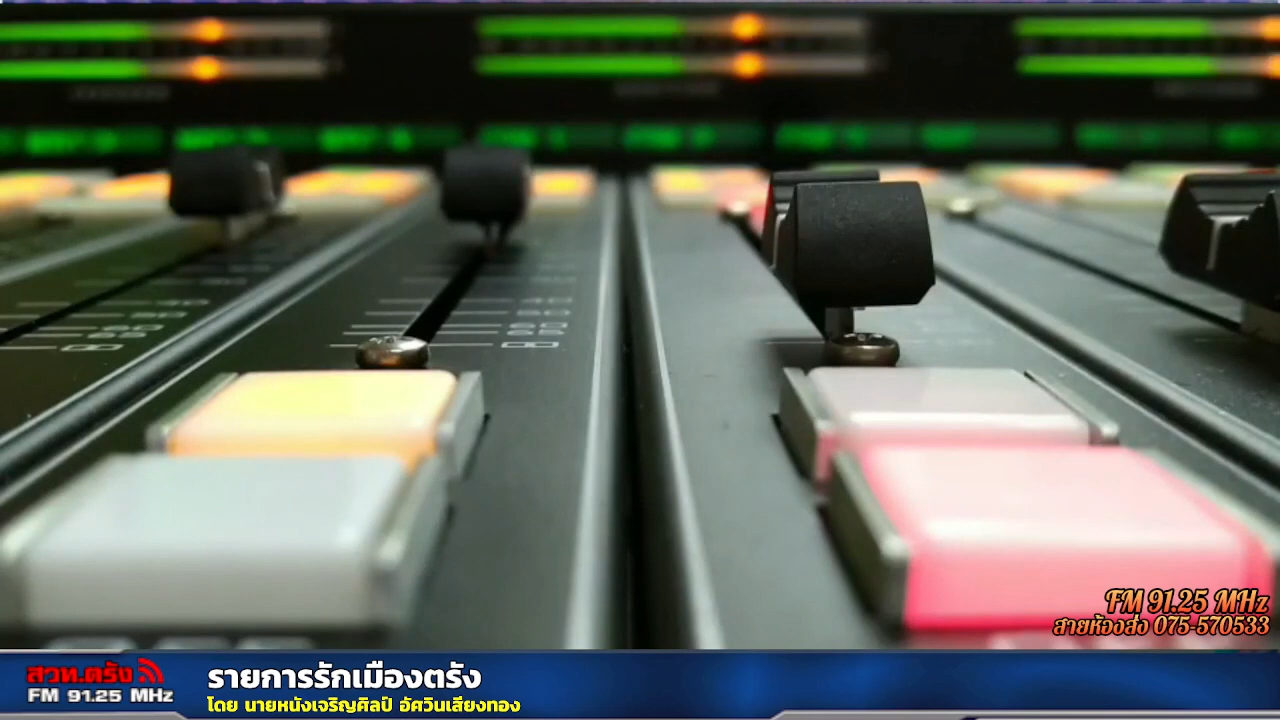 FM 91.25 MHz
สายห้องส่ง 075-570533
สวท.ตรัง
FM 91.25 MHz
รายการรักเมืองตรัง
โดย นายหนังเจริญศิลป์ อัศวินเสียงทอง